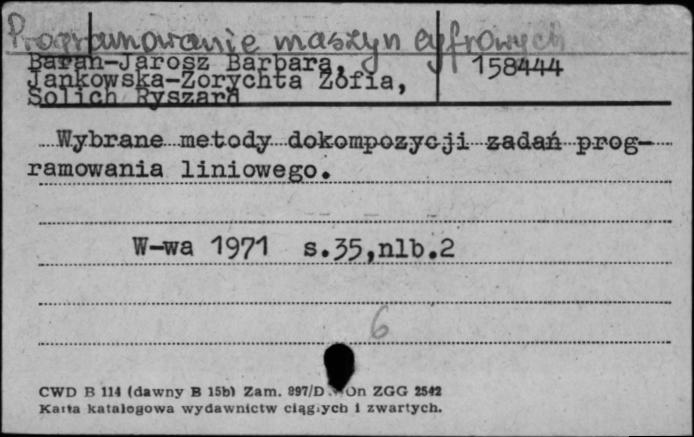 Programowanie maszyn cyfrowych
Baran-Jarosz Barbara, 158444
Jankowska-Zorychta Zofia,
Solich Ryszard
Wybrane metody dokompozycji zadań prog-
ramowania liniowego.
W-wa 1971 s.35,nlb.2
6
CWD B 114 (dawny B 15b) Zam. 897/D On ZGG 2542
Karta katalogowa wydawnictw ciągłych i zwartych.